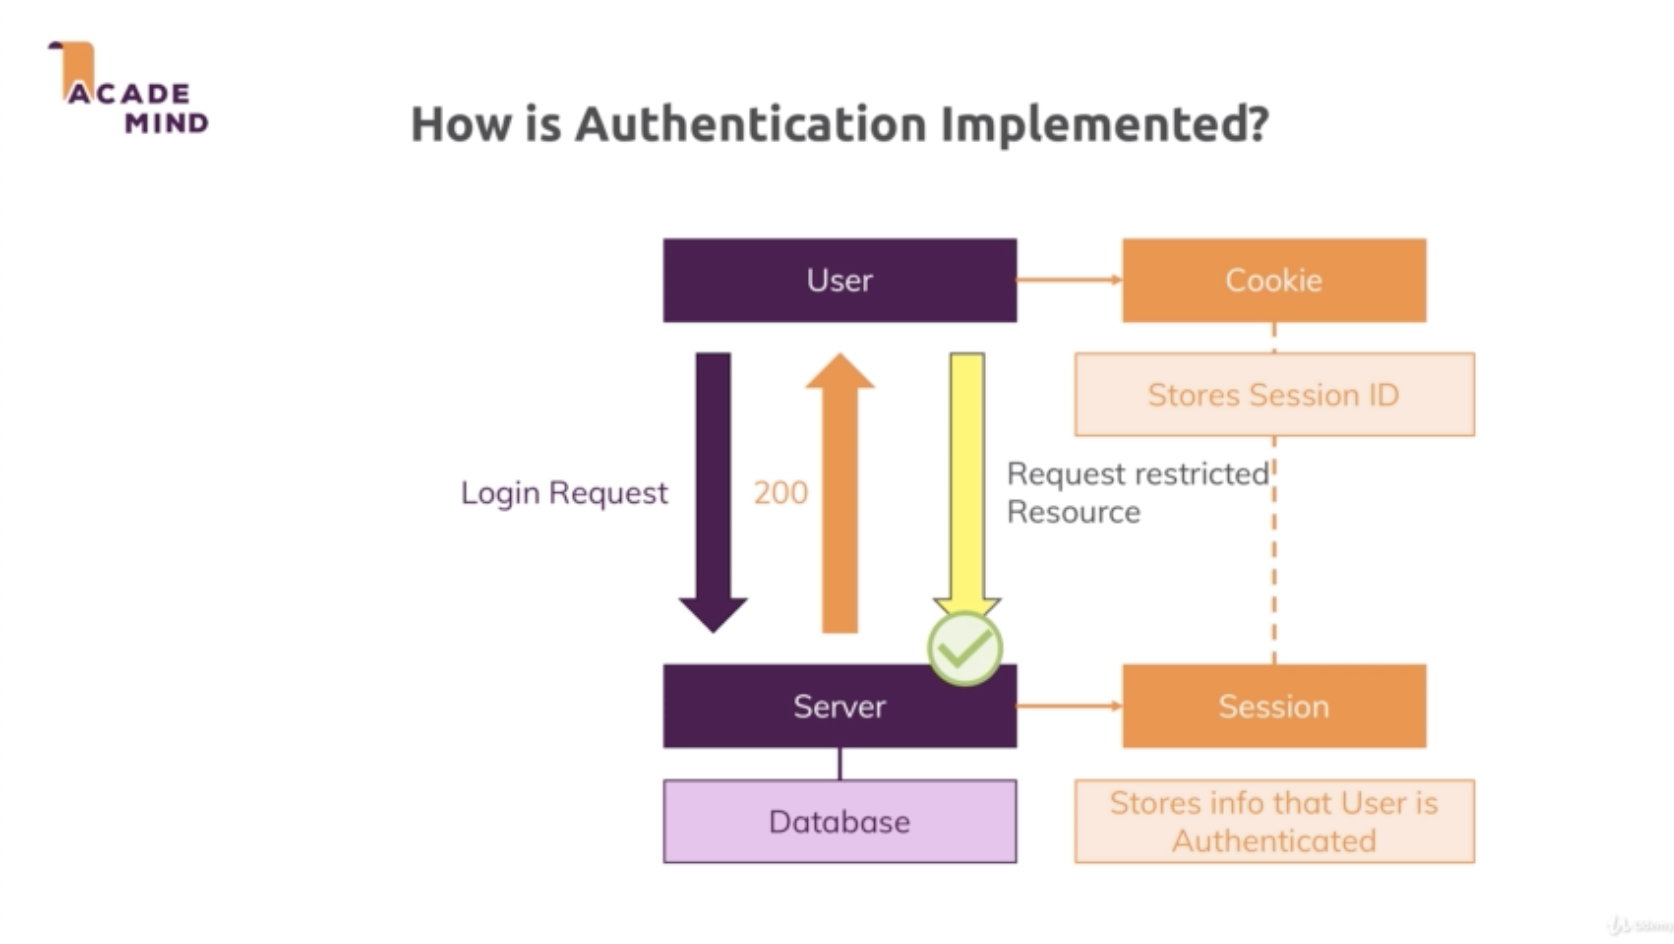 ACADE
MIND
How is Authentication Implemented?
User
Cookie
Stores Session ID
Login Request
200
Request restricted
Resource
Server
Session
Database
Stores info that User is
Authenticated
Udemy